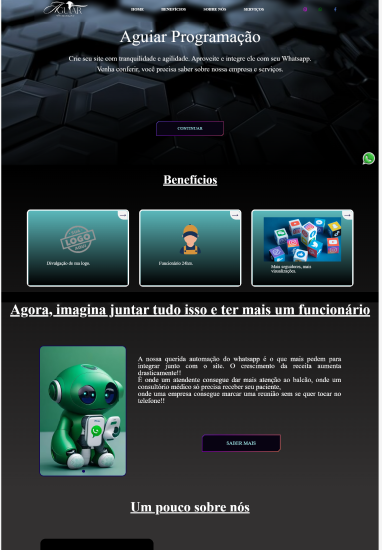 AGUIAR
HOME BENEFÍCIOS SOBRE NÓS SERVIÇOS
Aguiar Programação
Crie seu site com tranquilidade e agilidade. Aproveite e integre ele com seu Whatsapp.
Venha conferir, você precisa saber sobre nossa empresa e serviços.
CONTINUAR
Benefícios
LOGO
AQUI
Divulgação de sua logo.
Funcionário 24hrs.
Mais seguidores, mais
visualizações.
Agora, imagina juntar tudo isso e ter mais um funcionário
A nossa querida automação do whatsapp é o que mais pedem para
integrar junto com o site. O crescimento da receita aumenta
drasticamente!!
E onde um atendente consegue dar mais atenção ao balcão, onde um
consultório médico só precisa receber seu paciente,
onde uma empresa consegue marcar uma reunião sem se quer tocar no
telefone!!
SABER MAIS
Um pouco sobre nós